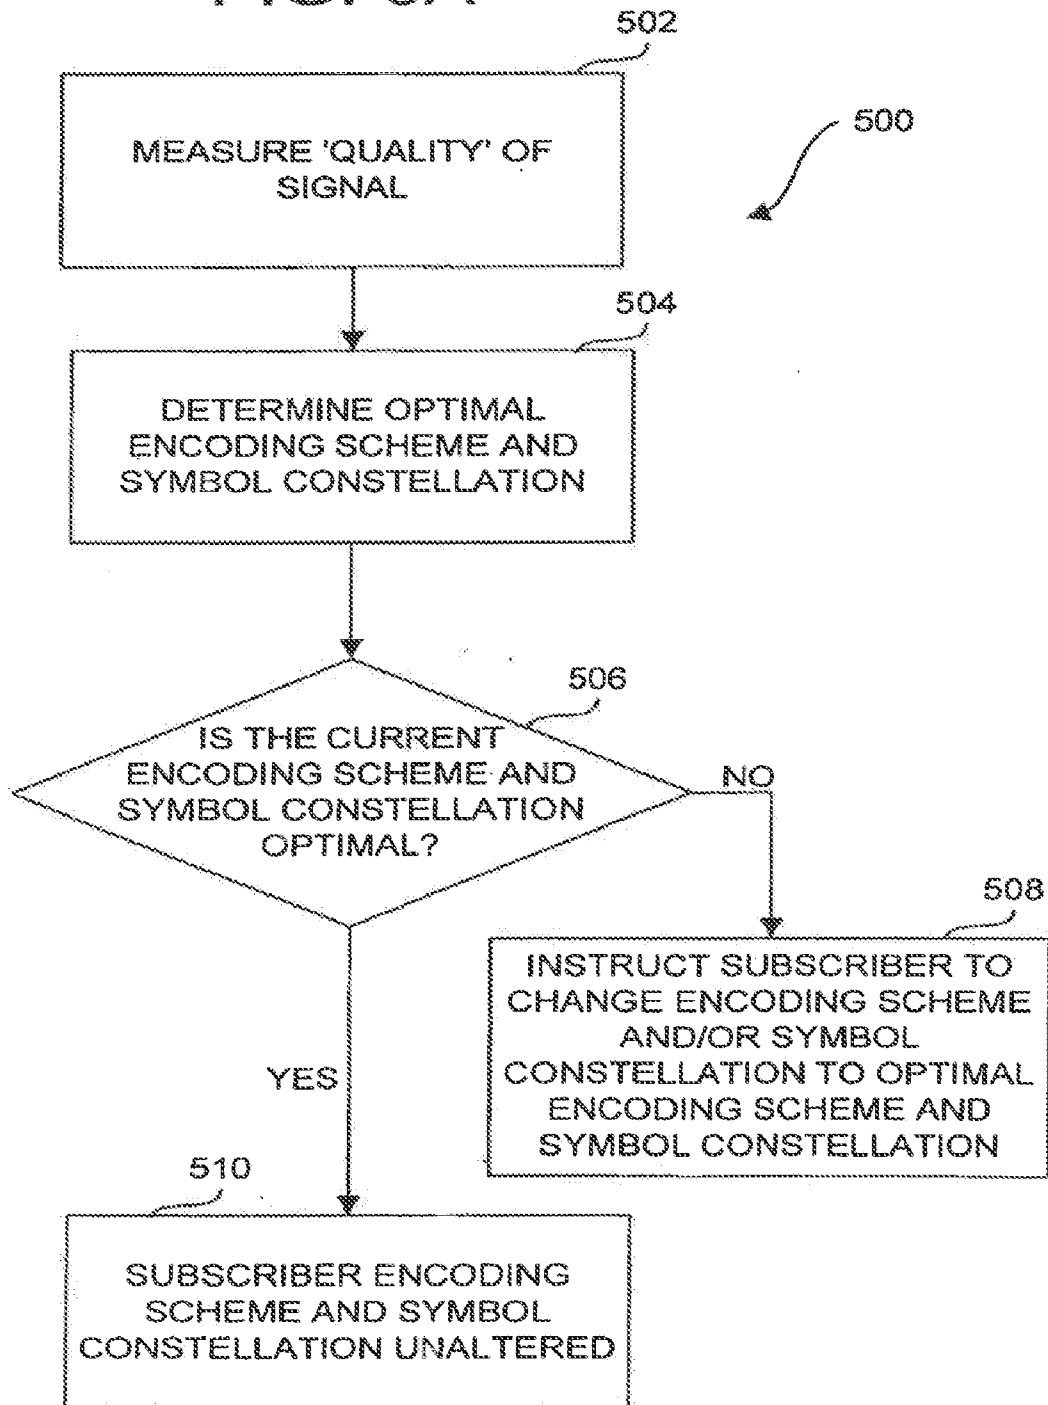 502
500
MEASURE 'QUALITY' OF
SIGNAL
504
DETERMINE OPTIMAL
ENCODING SCHEME AND
SYMBOL CONSTELLATION
506
IS THE CURRENT
ENCODING SCHEME AND
SYMBOL CONSTELLATION
OPTIMAL?
NO
508
INSTRUCT SUBSCRIBER TO
CHANGE ENCODING SCHEME
AND/OR SYMBOL
CONSTELLATION TO OPTIMAL
ENCODING SCHEME AND
SYMBOL CONSTELLATION
YES
510
SUBSCRIBER ENCODING
SCHEME AND SYMBOL
CONSTELLATION UNALTERED